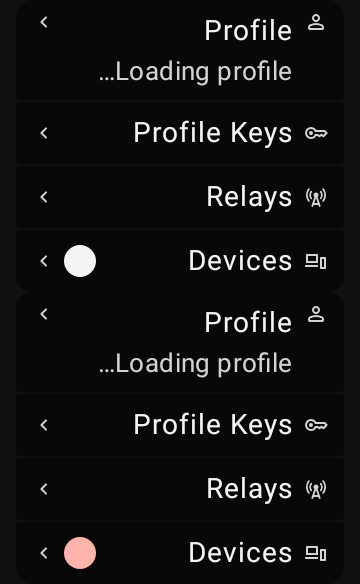 Profile
...Loading profile
Profile Keys
Relays
Devices
Profile
...Loading profile
Profile Keys
Relays
Devices